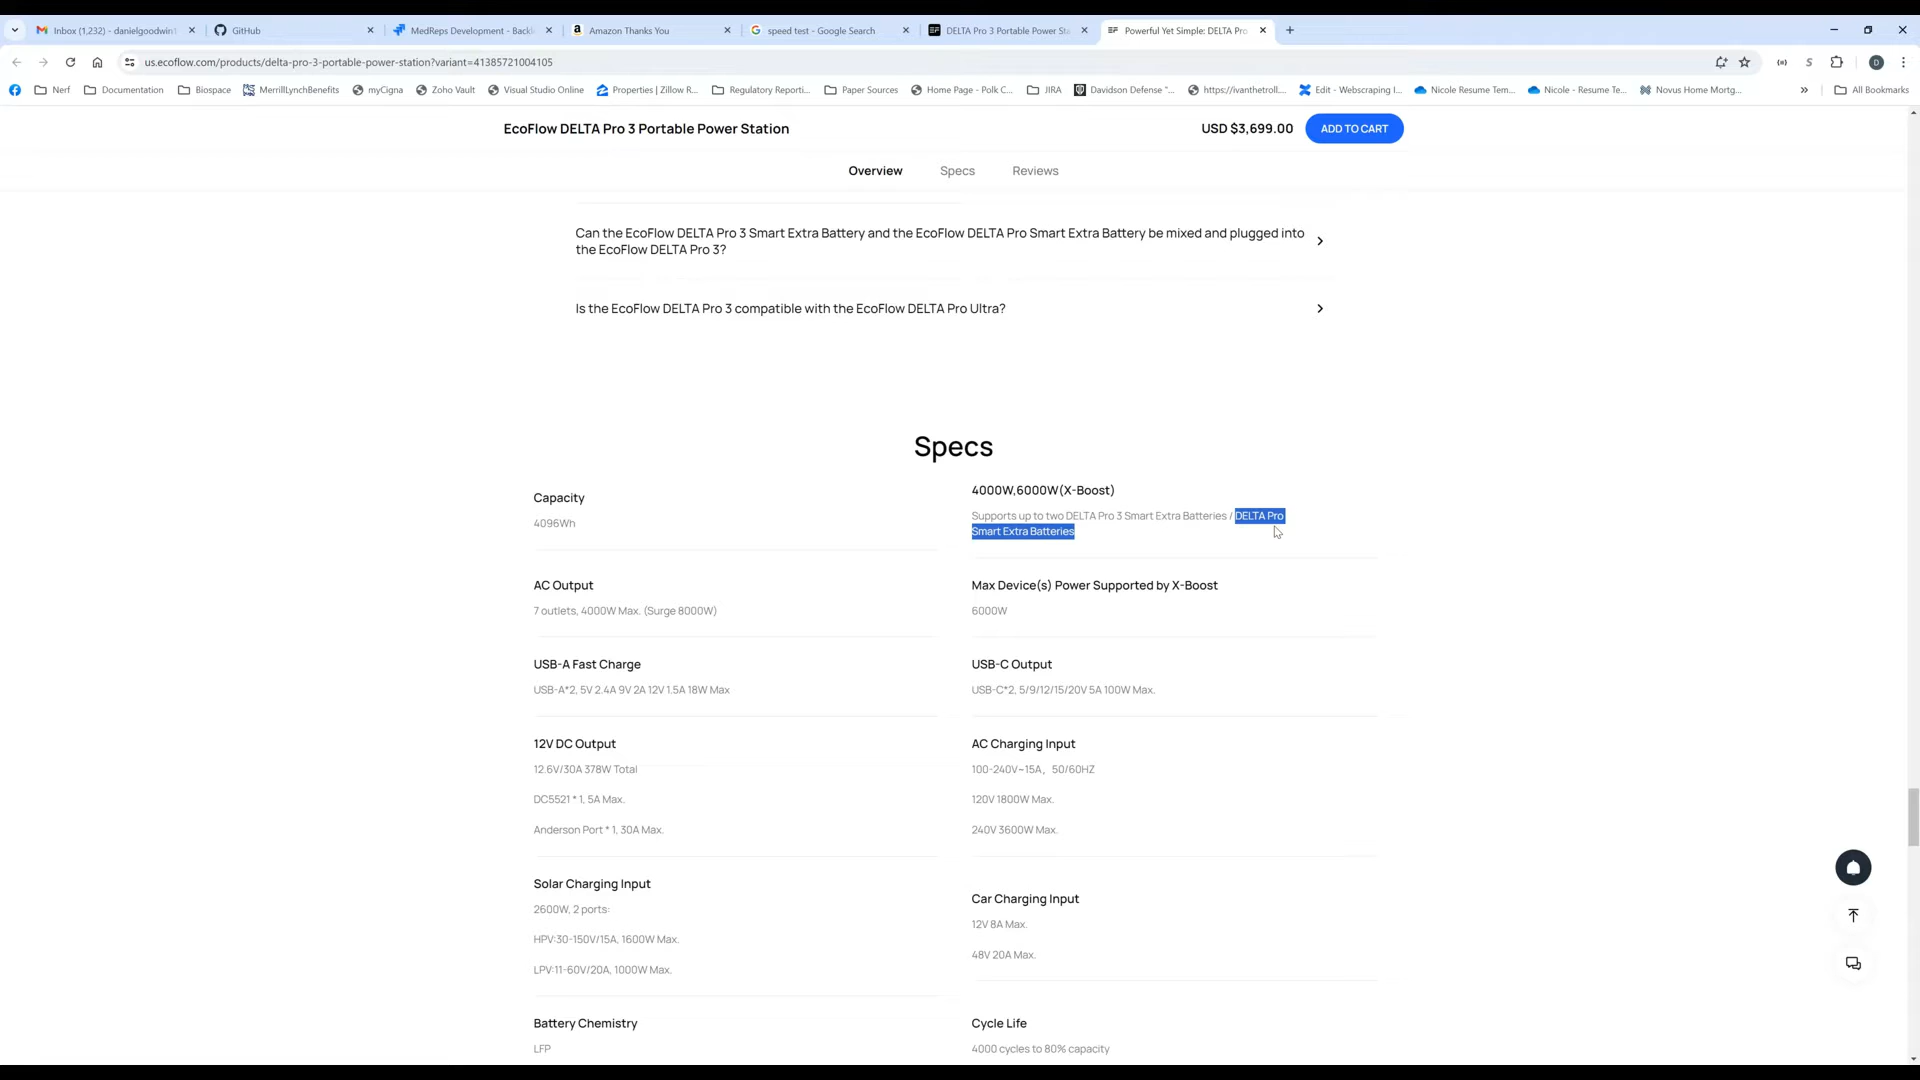 Inbox (1,232) - danielgoodwint
GitHub
MedReps Development - Backl
Amazon Thanks You
speed test - Google Search
DELTA Pro 3 Portable Power Sta
Powerful Yet Simple: DELTA Pro
us.ecoflow.com/products/delta-pro-3-portable-power-station?variant=41385721004105
D
Nerf
Documentation
Biospace
MerrillLynchBenefits
myCigna
Zoho Vault
Visual Studio Online
Properties | Zillow R...
Regulatory Reporti...
Paper Sources
Home Page - Polk C...
JIRA
Davidson Defense "...
https://ivanthetroll....
Edit - Webscraping I...
Nicole Resume Tem...
Nicole - Resume Te...
Novus Home Mortg...
All Bookmarks
EcoFlow DELTA Pro 3 Portable Power Station
USD $3,699.00
ADD TO CART
Overview
Specs
Reviews
Can the EcoFlow DELTA Pro 3 Smart Extra Battery and the EcoFlow DELTA Pro Smart Extra Battery be mixed and plugged into
the EcoFlow DELTA Pro 3?
Is the EcoFlow DELTA Pro 3 compatible with the EcoFlow DELTA Pro Ultra?
Specs
Capacity
4096Wh
4000W,6000W(X-Boost)
Supports up to two DELTA Pro 3 Smart Extra Batteries / DELTA Pro
Smart Extra Batteries
AC Output
7 outlets, 4000W Max. (Surge 8000W)
Max Device(s) Power Supported by X-Boost
6000W
USB-A Fast Charge
USB-A*2, 5V 2.4A 9V 2A 12V 1.5A 18W Max
USB-C Output
USB-C*2, 5/9/12/15/20V 5A 100W Max.
12V DC Output
12.6V/30A 378W Total
DC5521 * 1, 5A Max.
Anderson Port * 1, 30A Max.
AC Charging Input
100-240V~15A, 50/60HZ
120V 1800W Max.
240V 3600W Max.
Solar Charging Input
2600W, 2 ports:
HPV:30-150V/15A, 1600W Max.
LPV:11-60V/20A, 1000W Max.
Car Charging Input
12V 8A Max.
48V 20A Max.
Battery Chemistry
LFP
Cycle Life
4000 cycles to 80% capacity